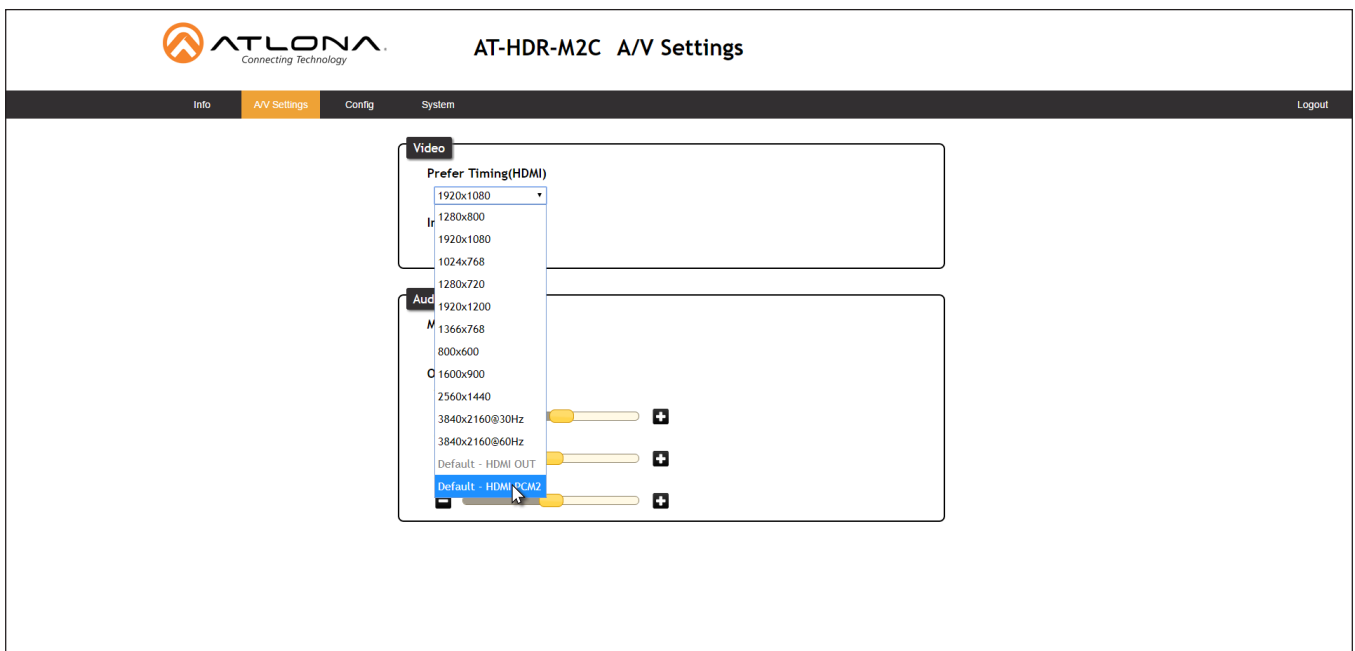 ATLONA.
Connecting Technology
AT-HDR-M2C A/V Settings
Info A/V Settings Config System Logout
Video
Prefer Timing(HDMI)
1920x1080
1280x800
1920x1080
1024x768
1280x720
1920x1200
1366x768
800x600
1600x900
2560x1440
3840x2160@30Hz
3840x2160@60Hz
Default - HDMI OUT
Default - HDMI PCM2